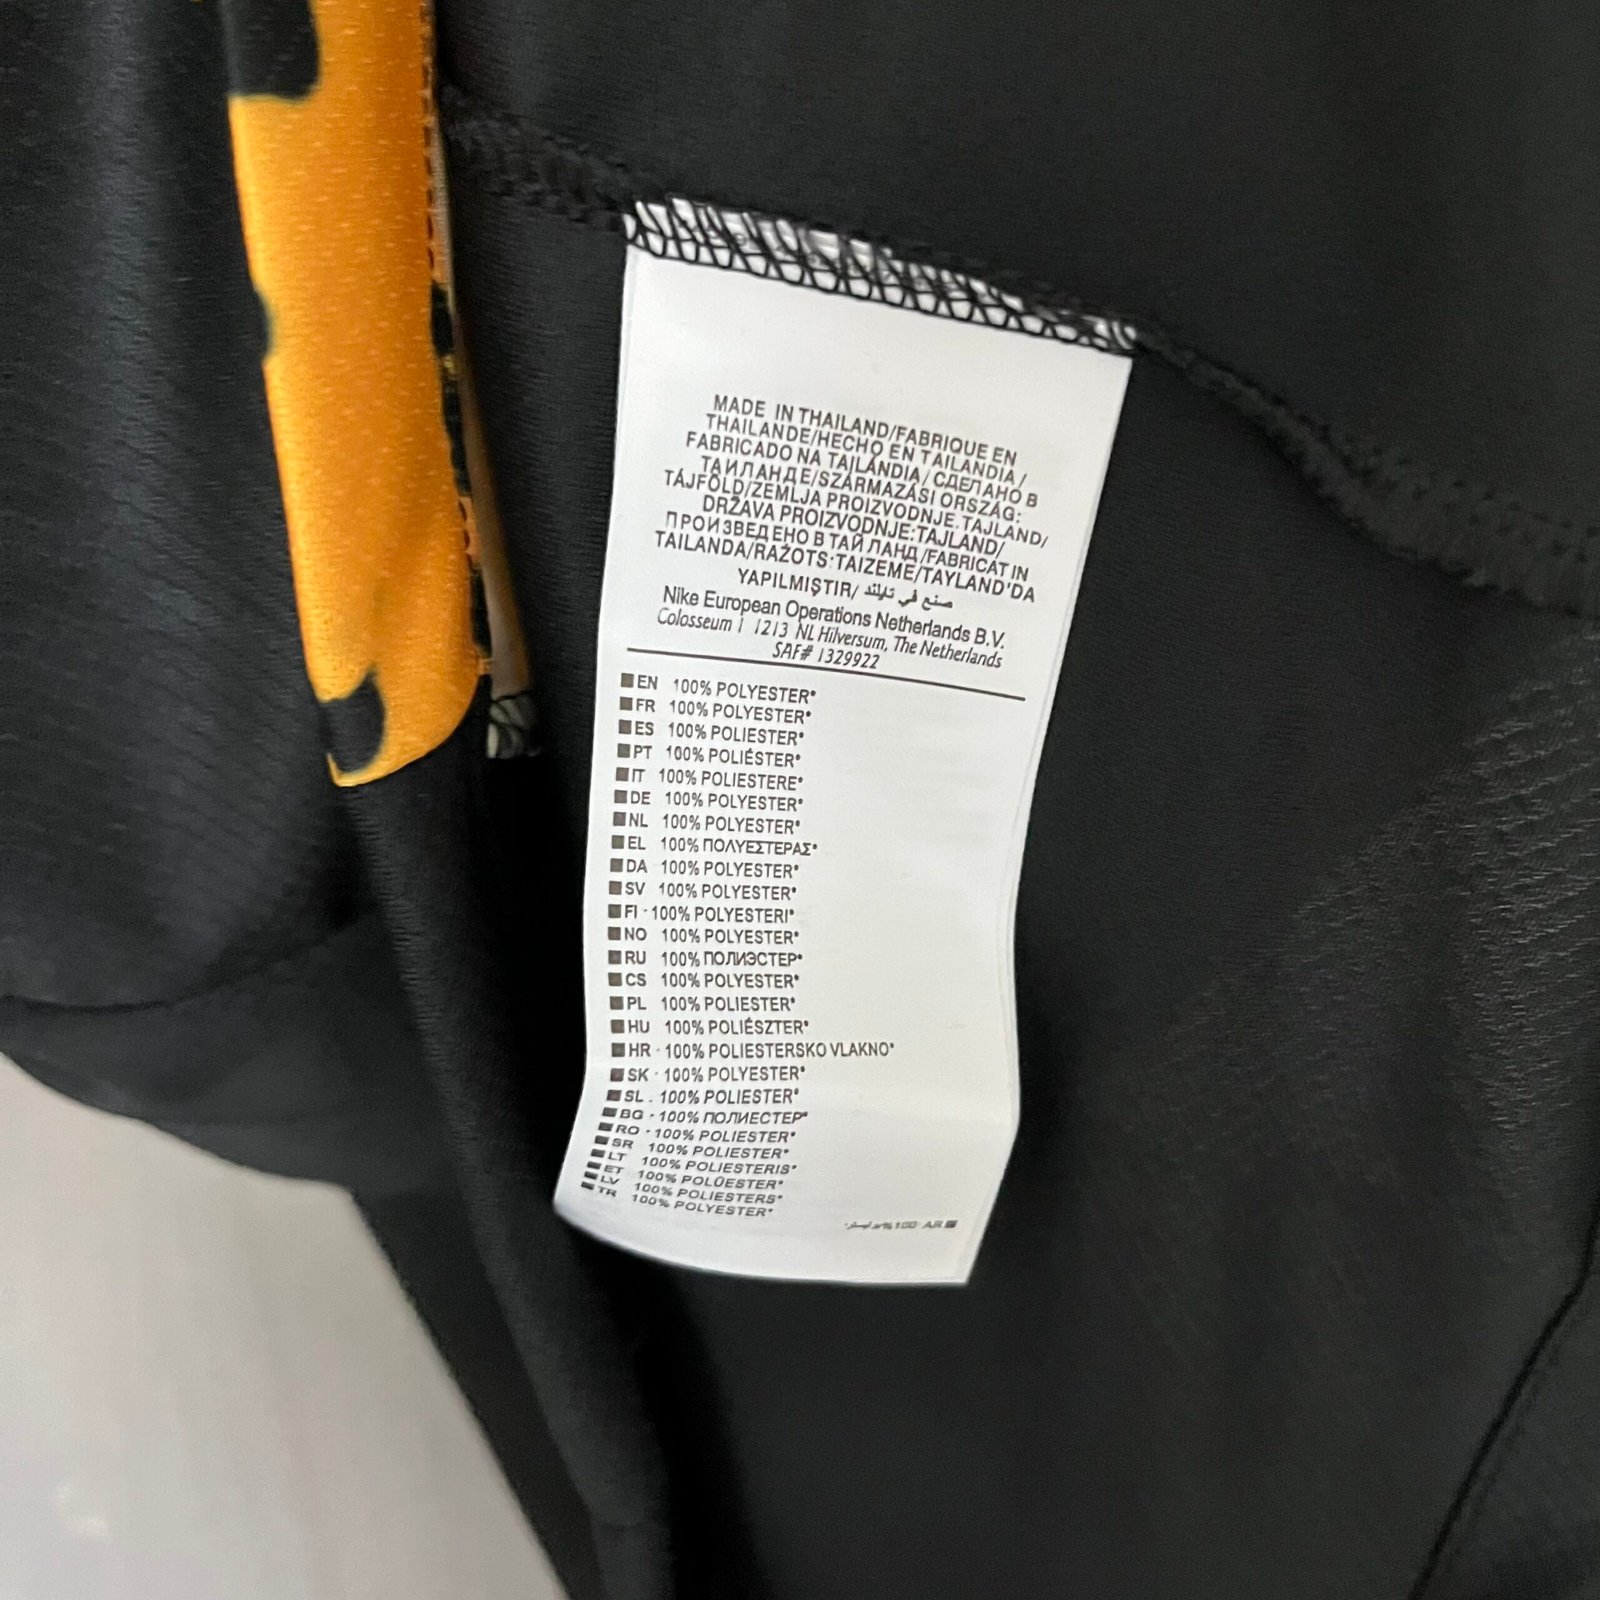 MADE IN THAILAND/FABRIQUE EN
THAILANDE/HECHO EN TAILANDIA/
FABRICADO NA TAILÂNDIA/ СДЕЛАНО В
ТАИЛАНДЕ/SZÁRMAZÁSI ORSZÁG:
TÁJFÖLD/ZEMLJA PROIZVODNJE.TAJLAND/
DRŽAVA PROIZVODNJE:TAJLAND/
ПРОИЗВЕДЕНО В ТАЙЛАНД /FABRICAT IN
TAILANDA/RAŽOTS:TAIZEME/TAYLAND'DA
YAPILMIŞTIR/ صنع في تايلند
Nike European Operations Netherlands B.V.
Colosseum 1 1213 NL Hilversum, The Netherlands
SAF# 1329922
EN 100% POLYESTER*
FR 100% POLYESTER*
ES 100% POLIESTER*
PT 100% POLIÉSTER*
IT 100% POLIESTERE*
DE 100% POLYESTER*
NL 100% POLYESTER*
EL 100% ΠΟΛΥΕΣΤΕΡΑΣ*
DA 100% POLYESTER*
SV 100% POLYESTER*
FI - 100% POLYESTERI*
NO 100% POLYESTER*
RU 100% ПОЛИЭСТЕР*
CS 100% POLYESTER*
PL 100% POLIESTER*
HU 100% POLIÉSZTER*
HR - 100% POLIESTERSKO VLAKNO*
SK - 100% POLYESTER*
SL . 100% POLIESTER*
BG - 100% ПОЛИЕСТЕР*
RO - 100% POLIESTER*
SR 100% POLIESTER*
LT 100% POLIESTERIS*
ET 100% POLÜESTER*
LV 100% POLIESTERS*
TR 100% POLYESTER*
%100 AR